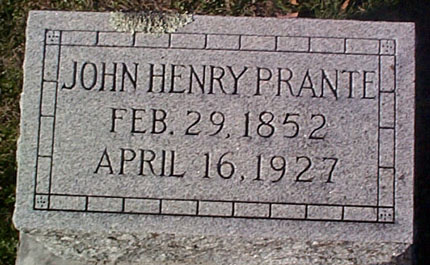 JOHN HENRY PRANTE
FEB. 29, 1852
APRIL 16, 1927